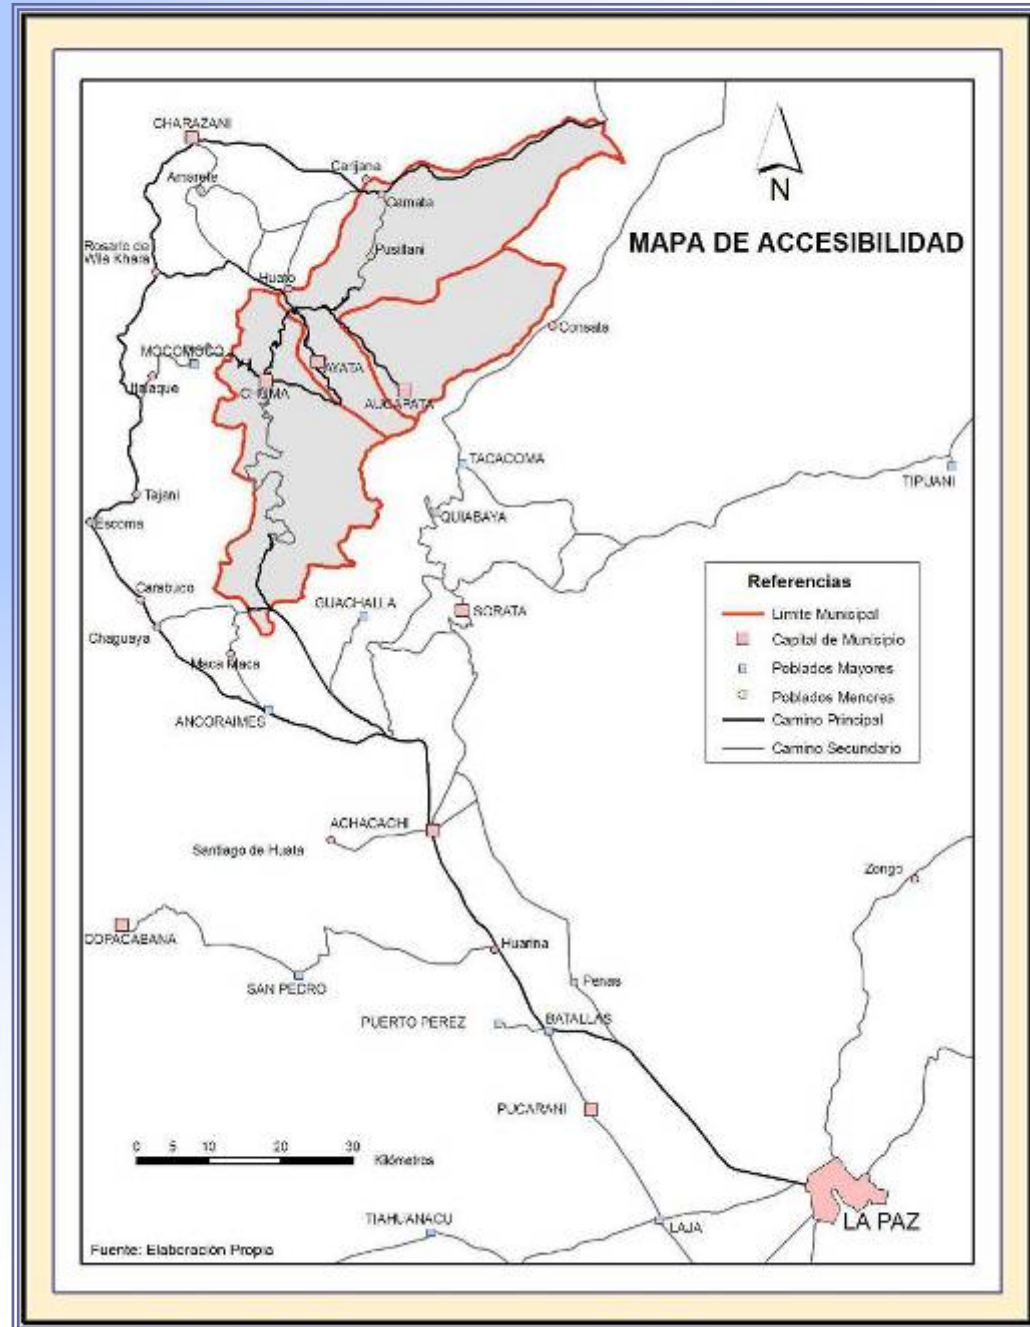 CHARAZANI
Carijana
Amarete
Camata
N
MAPA DE ACCESIBILIDAD
Pusillani
Rosario de
Wila Khara
Huato
Consata
MOCOMOCO
AYATA
Italaque
CHUMA
AUCAPATA
TACACOMA
TIPUANI
Tajani
QUIABAYA
Escoma
Carabuco
GUACHALLA
SORATA
Chaguaya
Maca Maca
ANCORAIMES
Referencias
Limite Municipal
Capital de Municipio
Poblados Mayores
Poblados Menores
Camino Principal
Camino Secundario
ACHACACHI
Santiago de Huata
Zongo
COPACABANA
Huarina
SAN PEDRO
Penas
PUERTO PEREZ
BATALLAS
PUCARANI
0 5 10 20 30
Kilómetros
TIAHUANACU
LAJA
LA PAZ
Fuente: Elaboración Propia